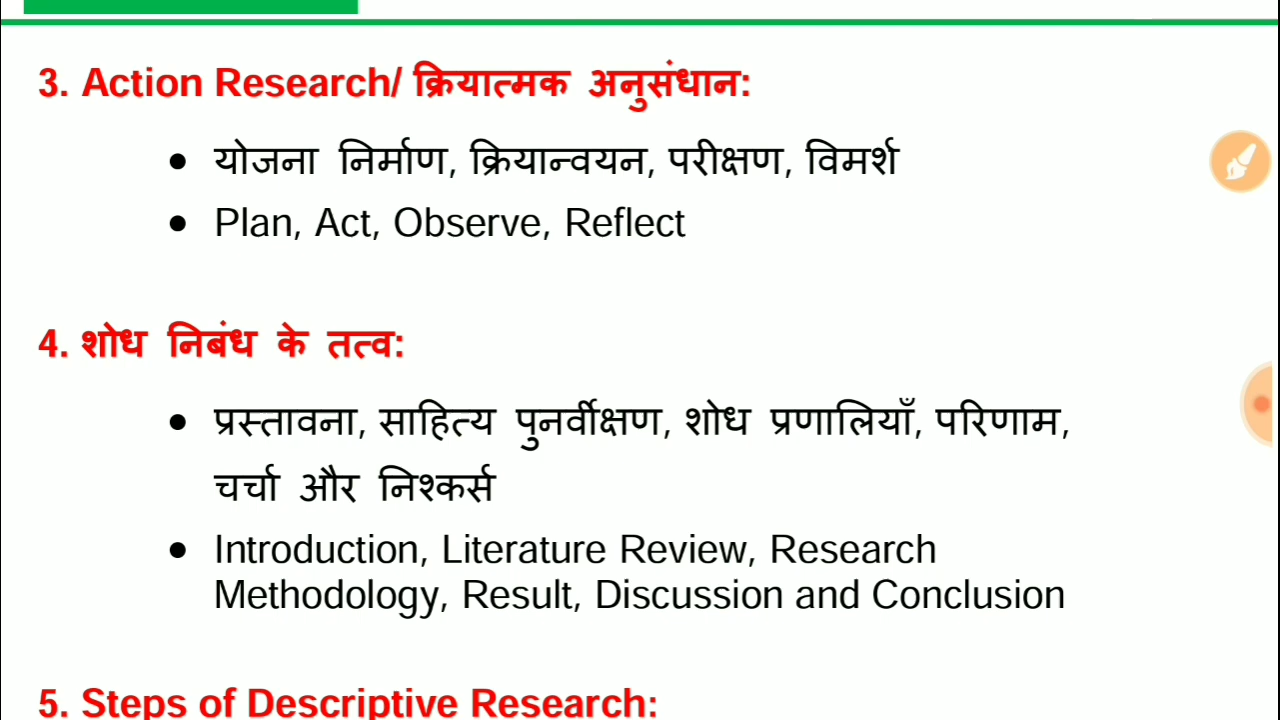 3. Action Research/ क्रियात्मक अनुसंधान:
• योजना निर्माण, क्रियान्वयन, परीक्षण, विमर्श
• Plan, Act, Observe, Reflect
4. शोध निबंध के तत्व:
• प्रस्तावना, साहित्य पुनर्वीक्षण, शोध प्रणालियाँ, परिणाम,
चर्चा और निश्कर्स
• Introduction, Literature Review, Research
Methodology, Result, Discussion and Conclusion
5. Steps of Descriptive Research: